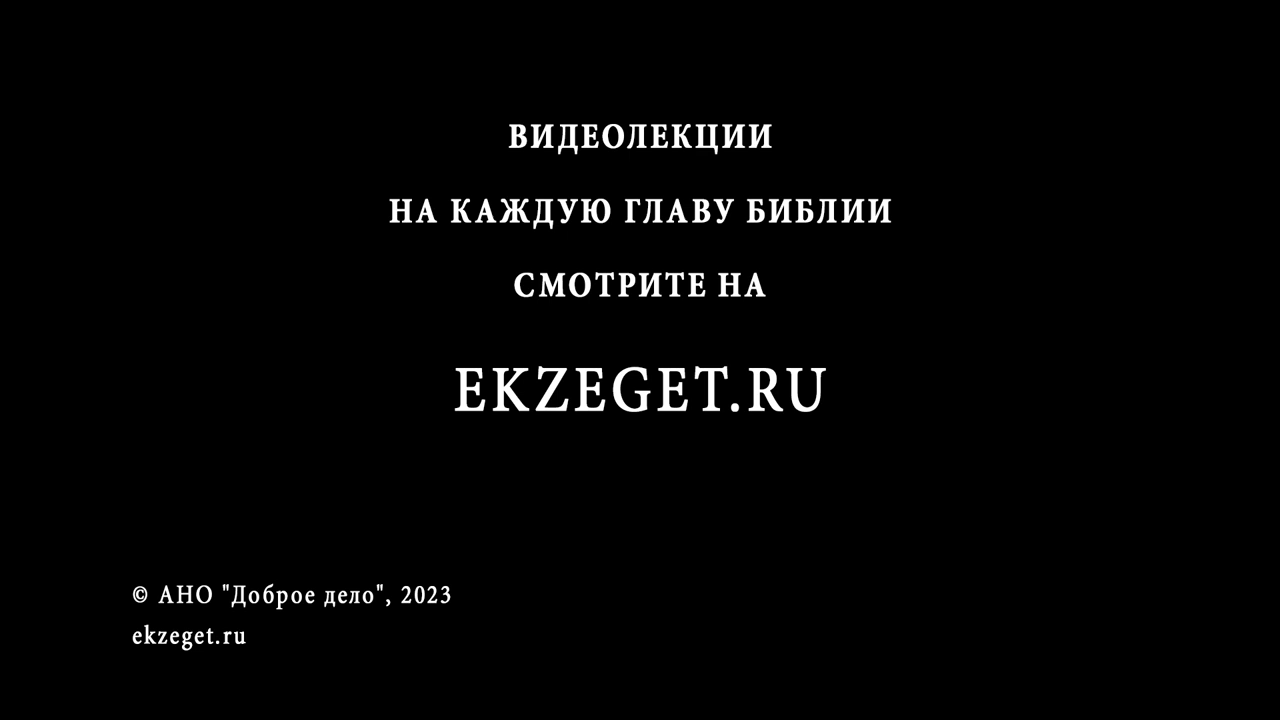 ВИДЕОЛЕКЦИИ
НА КАЖДУЮ ГЛАВУ БИБЛИИ
СМОТРИТЕ НА
EKZEGET.RU
© АНО "Доброе дело", 2023
ekzeget.ru